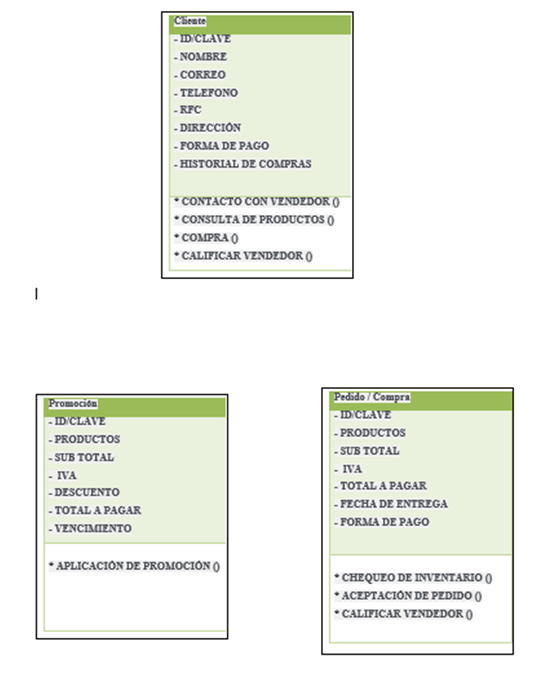 Cliente
- ID/CLAVE
- NOMBRE
- CORREO
- TELEFONO
- RFC
- DIRECCIÓN
- FORMA DE PAGO
- HISTORIAL DE COMPRAS
* CONTACTO CON VENDEDOR ()
* CONSULTA DE PRODUCTOS ()
* COMPRA ()
* CALIFICAR VENDEDOR ()
Promoción
- ID/CLAVE
- PRODUCTOS
- SUB TOTAL
- IVA
- DESCUENTO
- TOTAL A PAGAR
- VENCIMIENTO
* APLICACIÓN DE PROMOCIÓN ()
Pedido / Compra
- ID/CLAVE
- PRODUCTOS
- SUB TOTAL
- IVA
- TOTAL A PAGAR
- FECHA DE ENTREGA
- FORMA DE PAGO
* CHEQUEO DE INVENTARIO ()
* ACEPTACIÓN DE PEDIDO ()
* CALIFICAR VENDEDOR ()